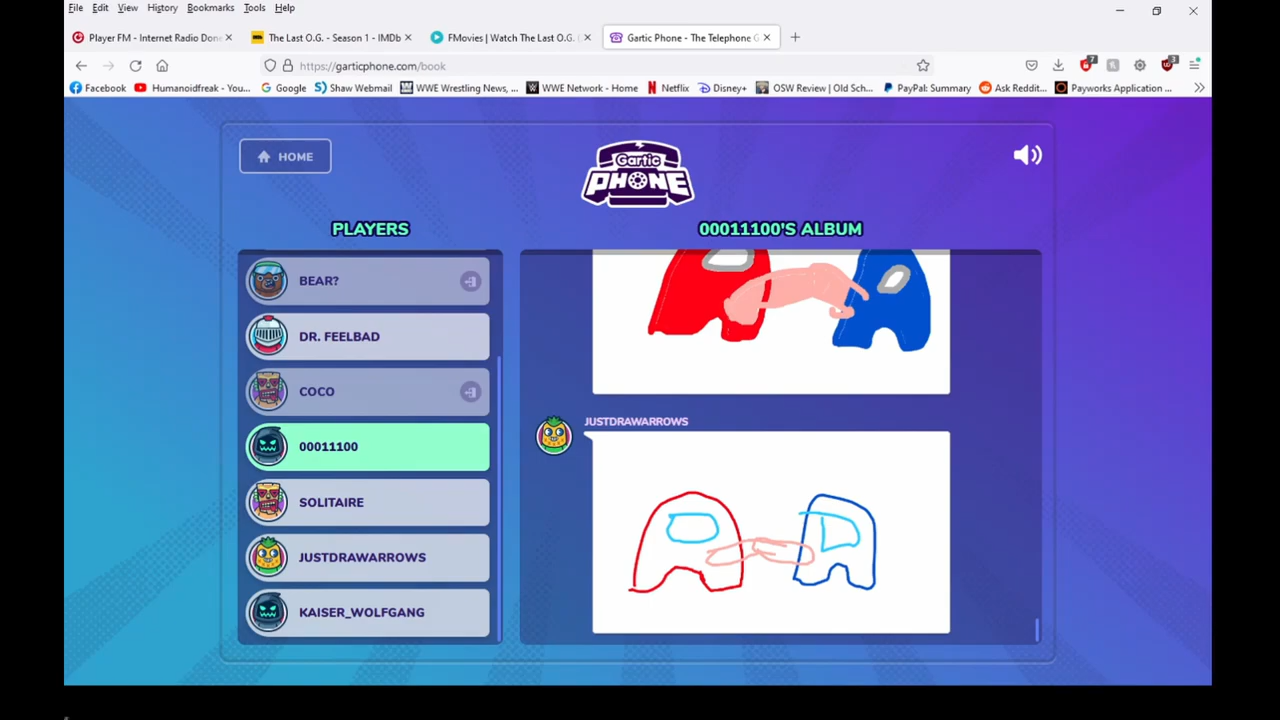 File Edit View History Bookmarks Tools Help
Player FM - Internet Radio Done The Last O.G. - Season 1 - IMDb FMovies | Watch The Last O.G. ( Gartic Phone - The Telephone G
https://garticphone.com/book 7 3
Facebook Humanoidfreak - You... Google Shaw Webmail WWE Wrestling News, ... WWE Network - Home Netflix Disney+ OSW Review | Old Sch... PayPal: Summary Ask Reddit... Payworks Application ...
HOME
Gartic
PHONE
PLAYERS
00011100'S ALBUM
BEAR?
DR. FEELBAD
COCO
00011100
SOLITAIRE
JUSTDRAWARROWS
KAISER_WOLFGANG
JUSTDRAWARROWS